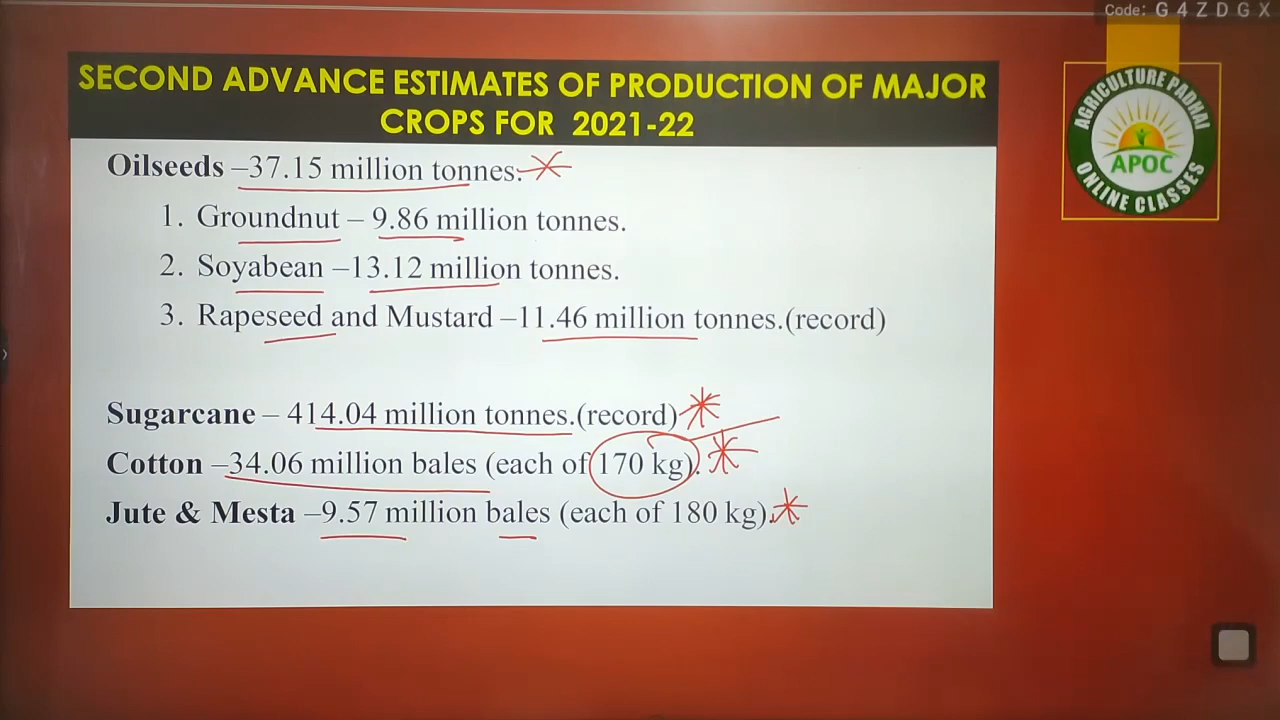 Code: G 4 Z D G X
SECOND ADVANCE ESTIMATES OF PRODUCTION OF MAJOR
CROPS FOR 2021-22
AGRICULTURE PADHAI
APOC
ONLINE CLASSES
Oilseeds –37.15 million tonnes.
1. Groundnut – 9.86 million tonnes.
2. Soyabean –13.12 million tonnes.
3. Rapeseed and Mustard –11.46 million tonnes.(record)
Sugarcane – 414.04 million tonnes.(record)
Cotton –34.06 million bales (each of 170 kg).
Jute & Mesta –9.57 million bales (each of 180 kg).